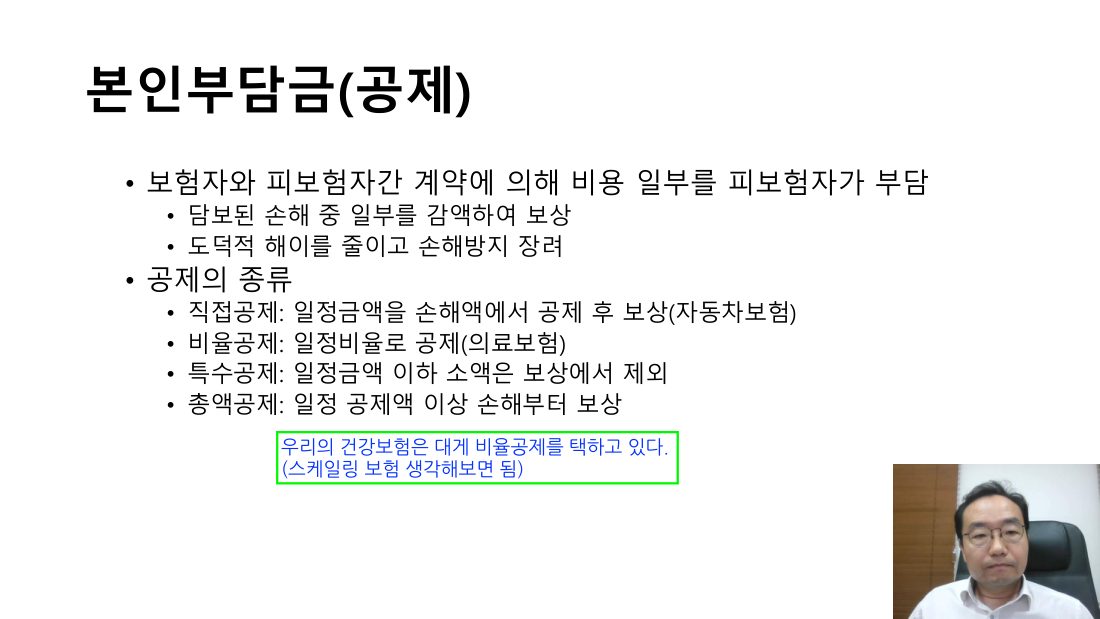 본인부담금(공제)
• 보험자와 피보험자간 계약에 의해 비용 일부를 피보험자가 부담
• 담보된 손해 중 일부를 감액하여 보상
• 도덕적 해이를 줄이고 손해방지 장려
• 공제의 종류
• 직접공제: 일정금액을 손해액에서 공제 후 보상(자동차보험)
• 비율공제: 일정비율로 공제(의료보험)
• 특수공제: 일정금액 이하 소액은 보상에서 제외
• 총액공제: 일정 공제액 이상 손해부터 보상
우리의 건강보험은 대게 비율공제를 택하고 있다.
(스케일링 보험 생각해보면 됨)